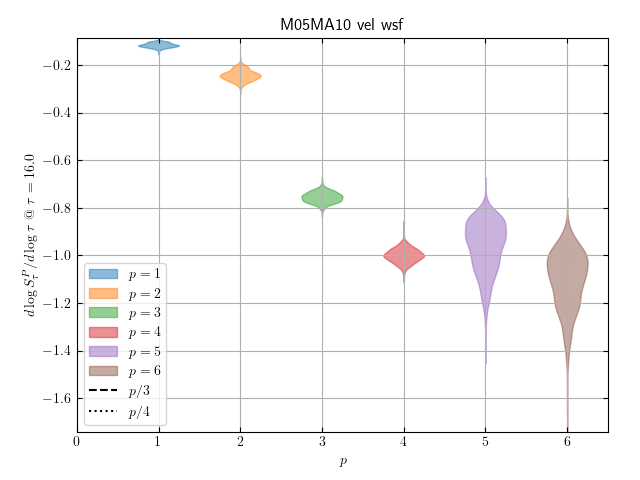 M05MA10 vel wsf
d log S_τ^P / d log τ @ τ = 16.0
−0.2
−0.4
−0.6
−0.8
−1.0
−1.2
−1.4
−1.6
p = 1
p = 2
p = 3
p = 4
p = 5
p = 6
p/3
p/4
0 1 2 3 4 5 6
p